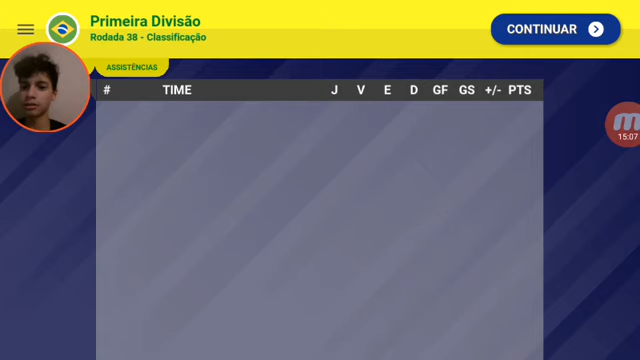 Primeira Divisão
Rodada 38 - Classificação
CONTINUAR
ASSISTÊNCIAS
# TIME J V E D GF GS +/- PTS
15:07